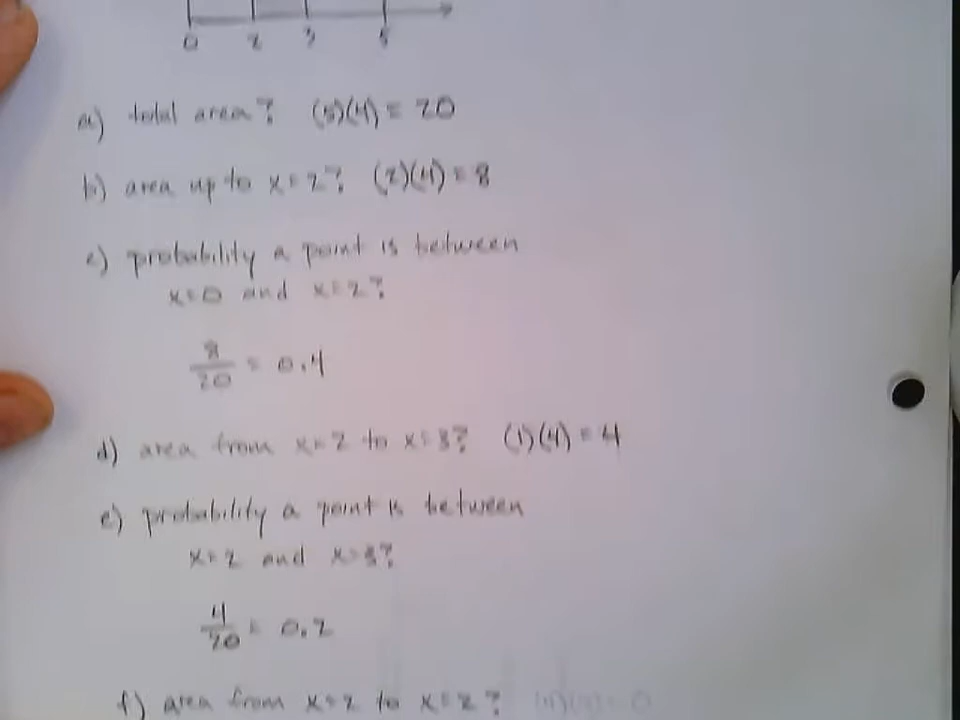 0 2 3 5
a) total area? (5)(4) = 20
b) area up to x=2? (2)(4) = 8
c) probability a point is between
x=0 and x=2?
8/20 = 0.4
d) area from x=2 to x=3? (1)(4) = 4
e) probability a point is between
x=2 and x=3?
4/20 = 0.2
f) area from x=2 to x=2?